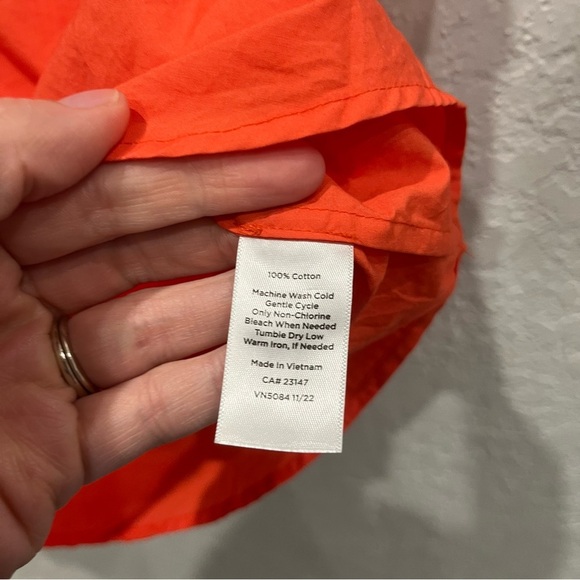 100% Cotton
Machine Wash Cold
Gentle Cycle
Only Non-Chlorine
Bleach When Needed
Tumble Dry Low
Warm Iron, If Needed
Made in Vietnam
CA# 23147
VN5084 11/22